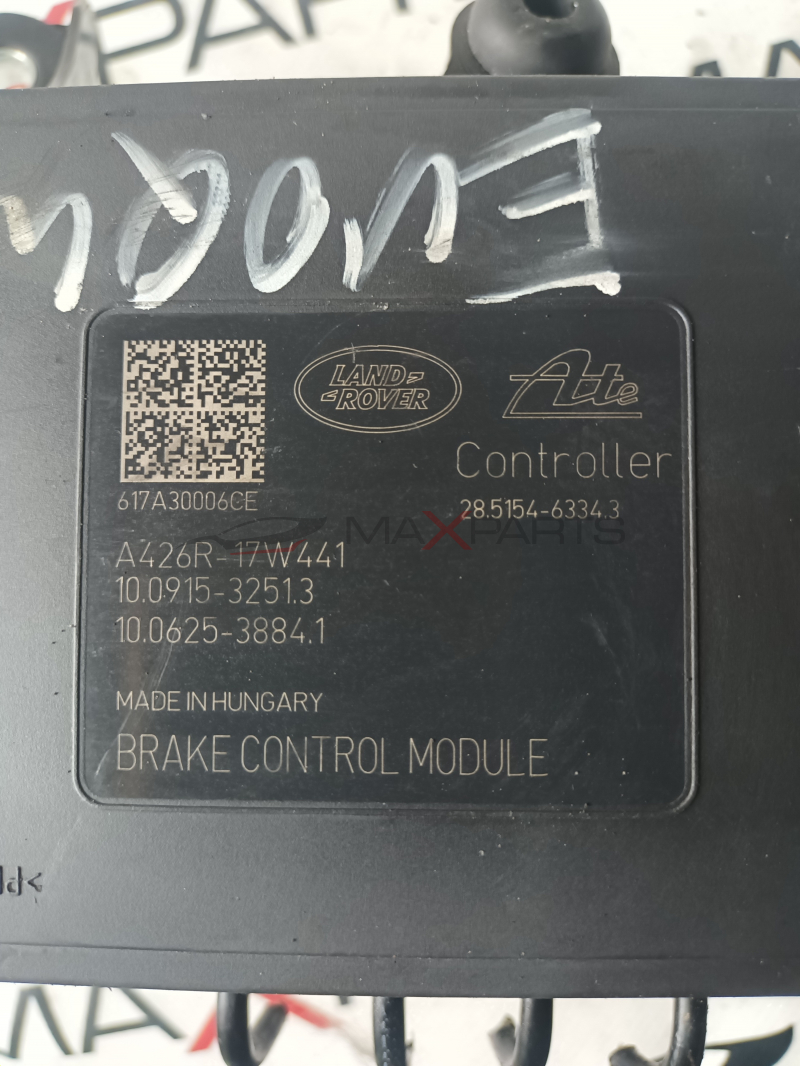 LAND
ROVER
Ate
Controller
617A30006CE
28.5154-6334.3
MAXPARTS
A426R-17W441
10.0915-3251.3
10.0625-3884.1
MADE IN HUNGARY
BRAKE CONTROL MODULE